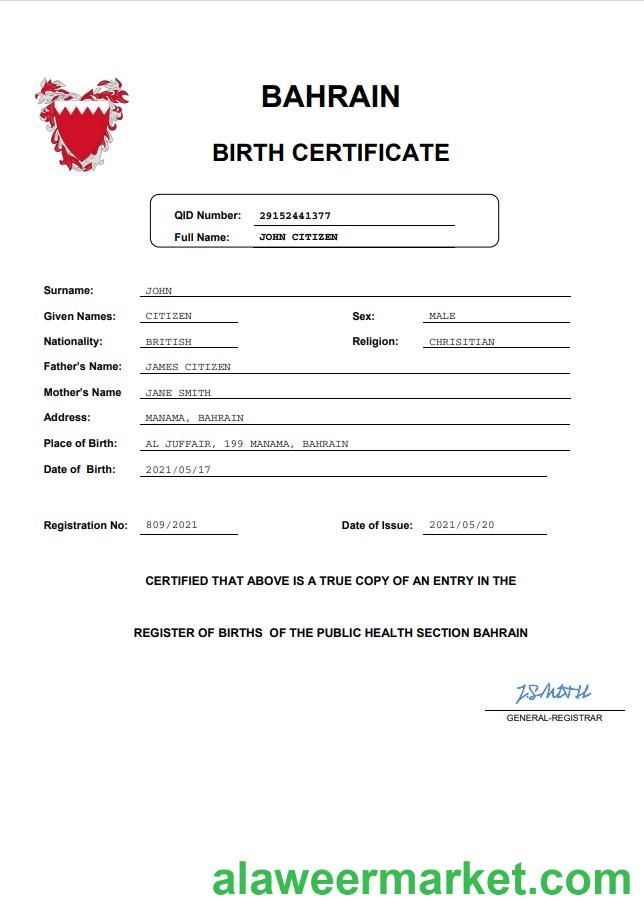 BAHRAIN
BIRTH CERTIFICATE
QID Number: 29152441377
Full Name: JOHN CITIZEN
Surname: JOHN
Given Names: CITIZEN Sex: MALE
Nationality: BRITISH Religion: CHRISITIAN
Father's Name: JAMES CITIZEN
Mother's Name JANE SMITH
Address: MANAMA, BAHRAIN
Place of Birth: AL JUFFAIR, 199 MANAMA, BAHRAIN
Date of Birth: 2021/05/17
Registration No: 809/2021 Date of Issue: 2021/05/20
CERTIFIED THAT ABOVE IS A TRUE COPY OF AN ENTRY IN THE
REGISTER OF BIRTHS OF THE PUBLIC HEALTH SECTION BAHRAIN
J.SMITH
GENERAL-REGISTRAR
alaweermarket.com